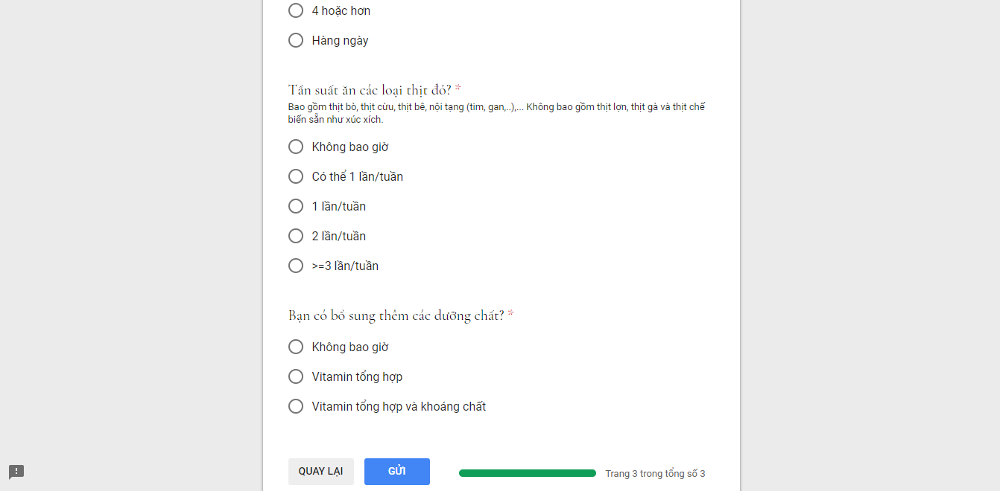 4 hoặc hơn
Hàng ngày
Tần suất ăn các loại thịt đỏ? *
Bao gồm thịt bò, thịt cừu, thịt bê, nội tạng (tim, gan,..),... Không bao gồm thịt lợn, thịt gà và thịt chế
biến sẵn như xúc xích.
Không bao giờ
Có thể 1 lần/tuần
1 lần/tuần
2 lần/tuần
>=3 lần/tuần
Bạn có bổ sung thêm các dưỡng chất? *
Không bao giờ
Vitamin tổng hợp
Vitamin tổng hợp và khoáng chất
QUAY LẠI GỬI Trang 3 trong tổng số 3